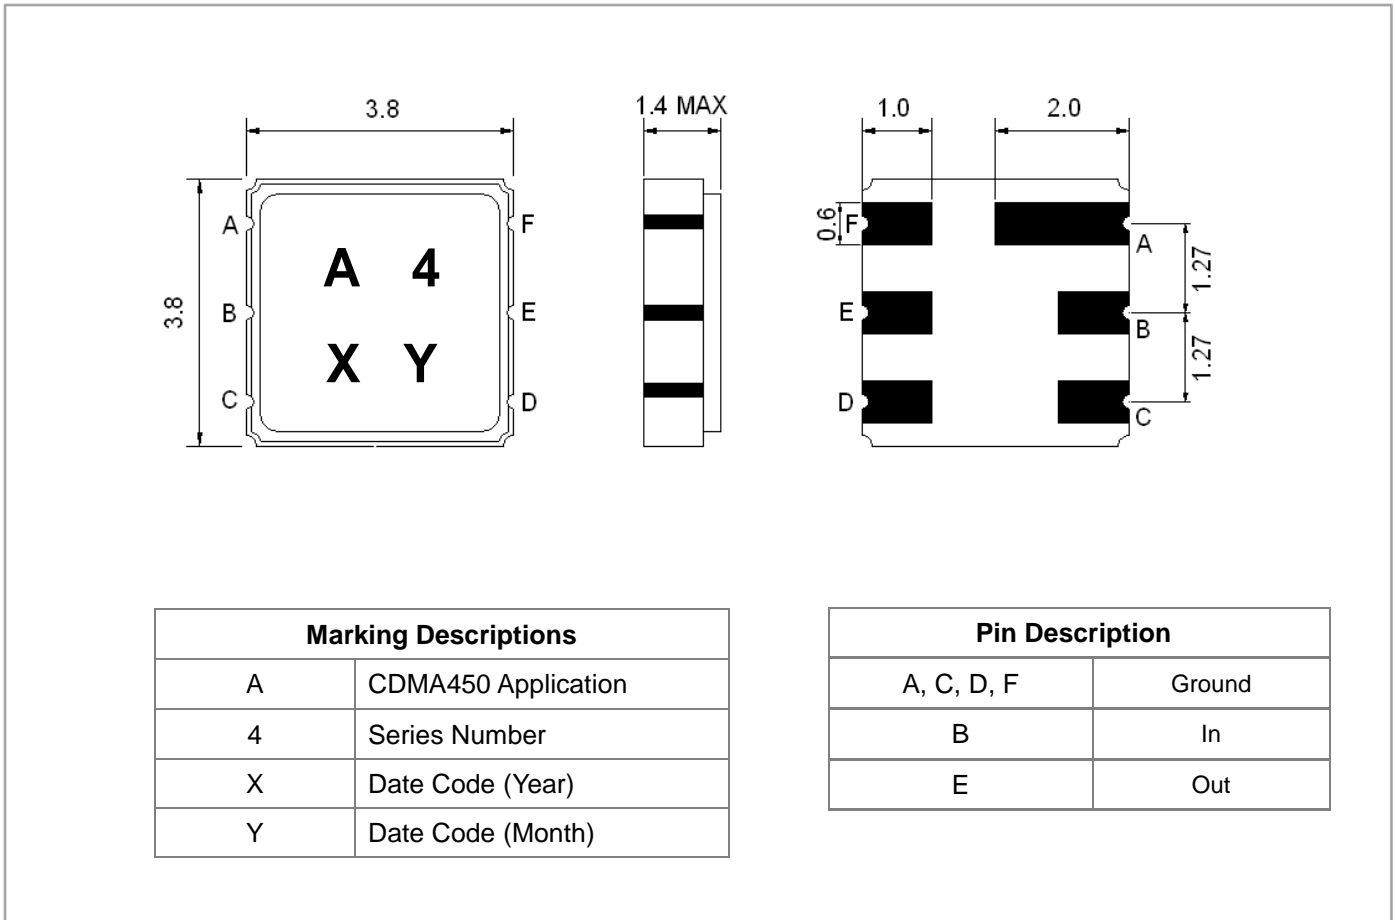 3.8
1.4 MAX
1.0
2.0
3.8
A
B
C
F
E
D
A 4
X Y
0.6
F
E
D
A
B
C
1.27
1.27
Marking Descriptions
A CDMA450 Application
4 Series Number
X Date Code (Year)
Y Date Code (Month)
Pin Description
A, C, D, F Ground
B In
E Out